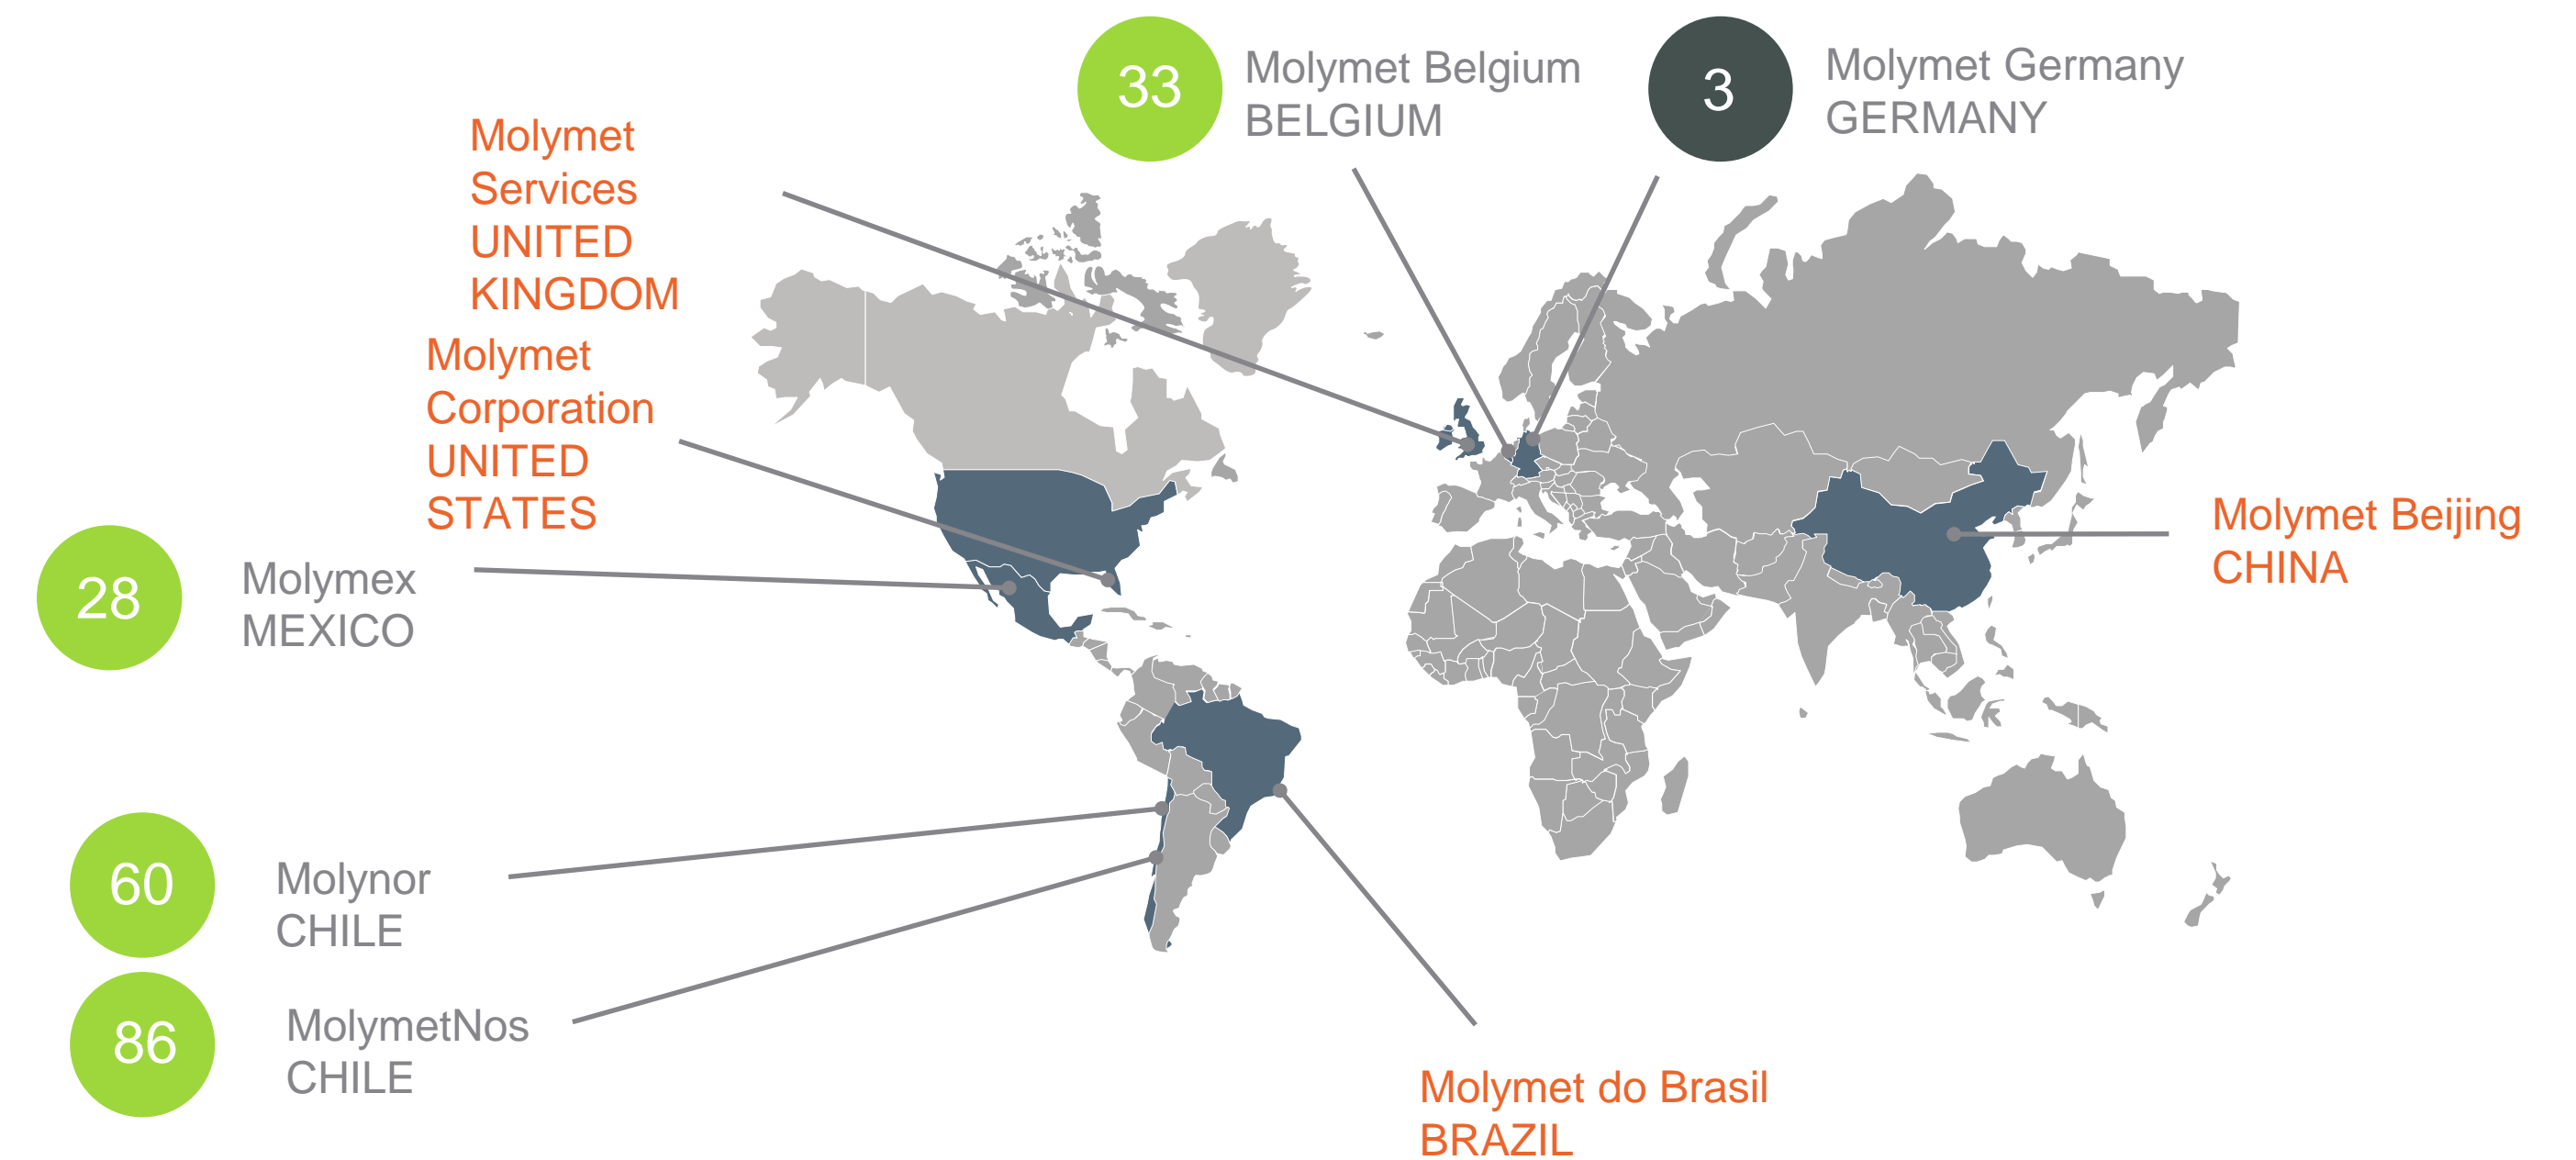 33
Molymet Belgium
BELGIUM
3
Molymet Germany
GERMANY
Molymet
Services
UNITED
KINGDOM
Molymet
Corporation
UNITED
STATES
28
Molymex
MEXICO
Molymet Beijing
CHINA
60
Molynor
CHILE
86
MolymetNos
CHILE
Molymet do Brasil
BRAZIL